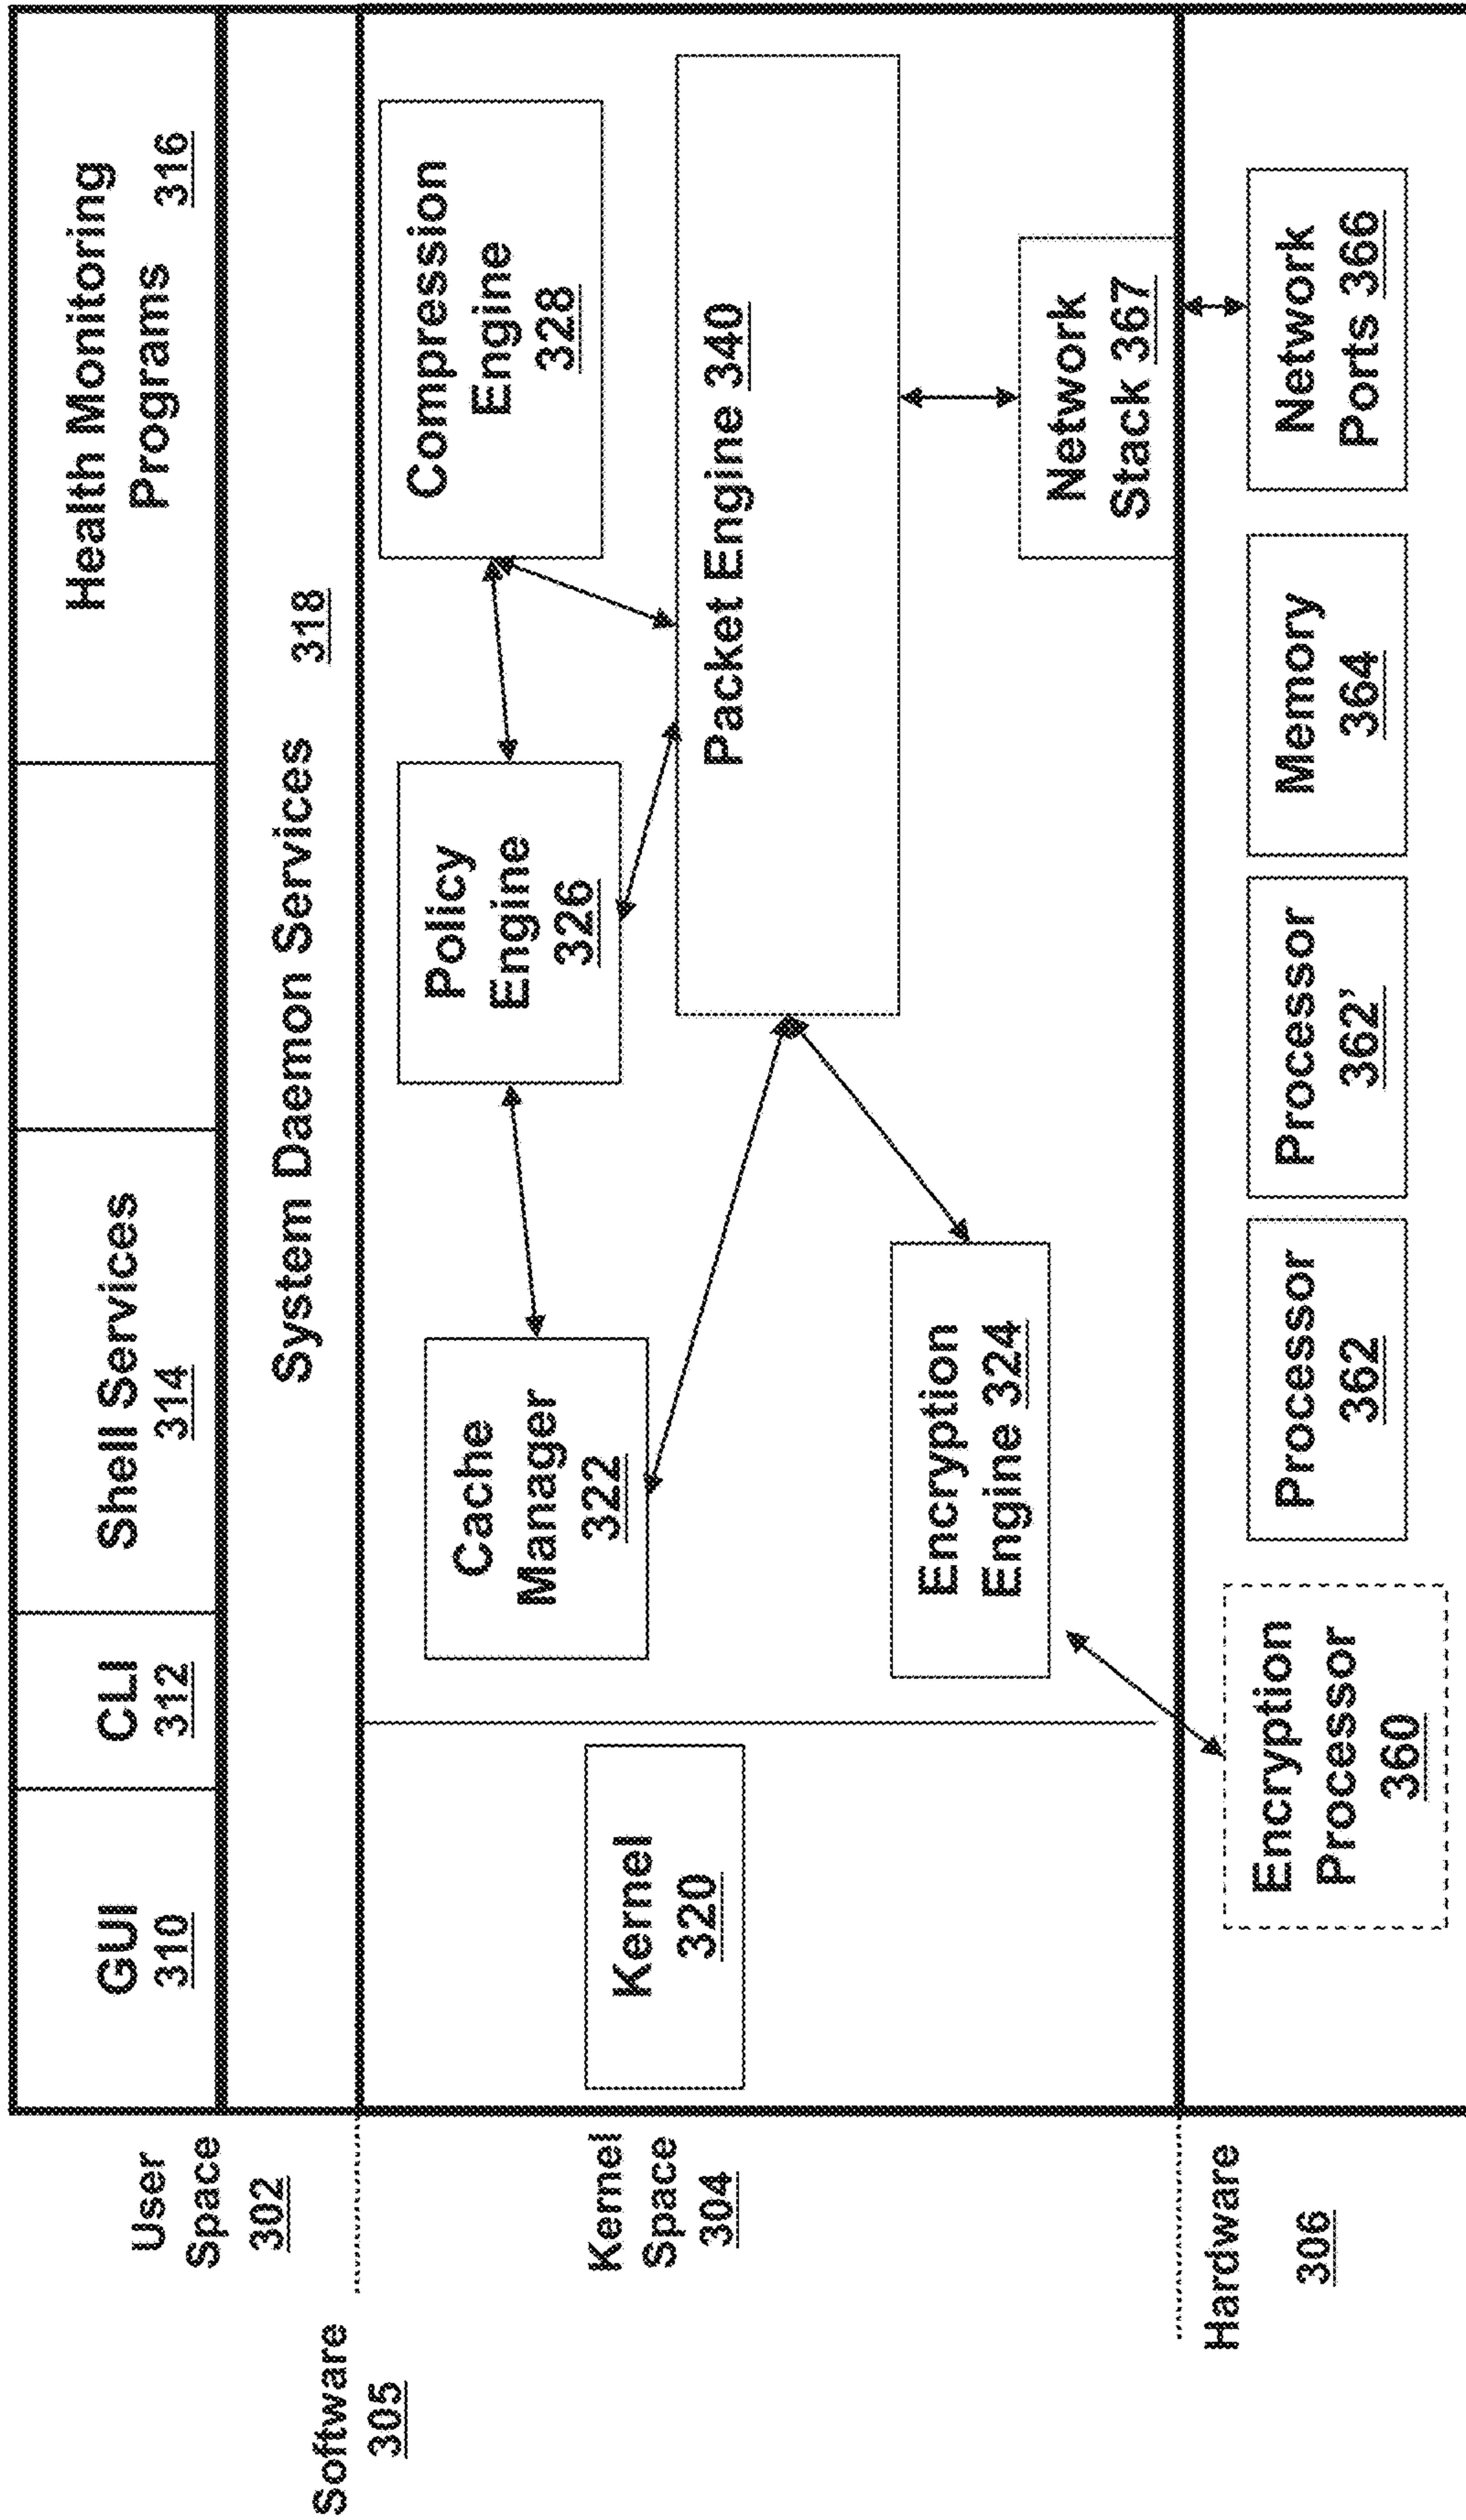 GUI
310
CLI
312
Shell Services
314
Health Monitoring
Programs 316
User
Space
302
System Daemon Services 318
Software
305
Kernel
Space
304
Kernel
320
Cache
Manager
322
Policy
Engine
326
Compression
Engine
328
Packet Engine 340
Encryption
Engine 324
Network
Stack 367
Hardware
306
Encryption
Processor
360
Processor
362
Processor
362'
Memory
364
Network
Ports 366